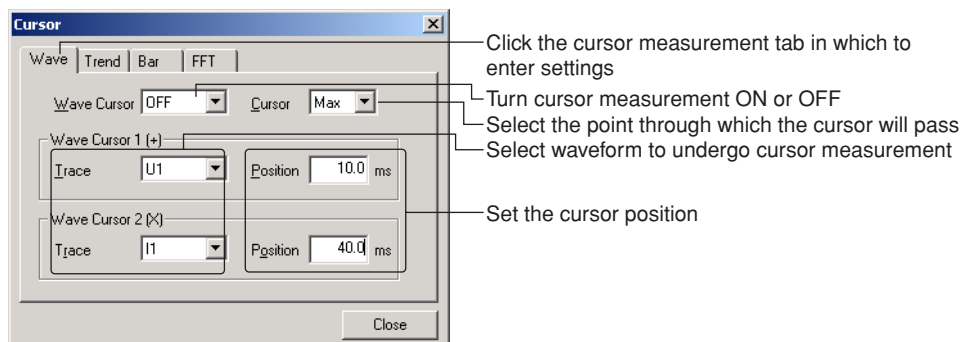 Cursor
Wave Trend Bar FFT
Wave Cursor OFF Cursor Max
Wave Cursor 1 (+)
Trace U1 Position 10.0 ms
Wave Cursor 2 (X)
Trace I1 Position 40.0 ms
Close
Click the cursor measurement tab in which to
enter settings
Turn cursor measurement ON or OFF
Select the point through which the cursor will pass
Select waveform to undergo cursor measurement
Set the cursor position